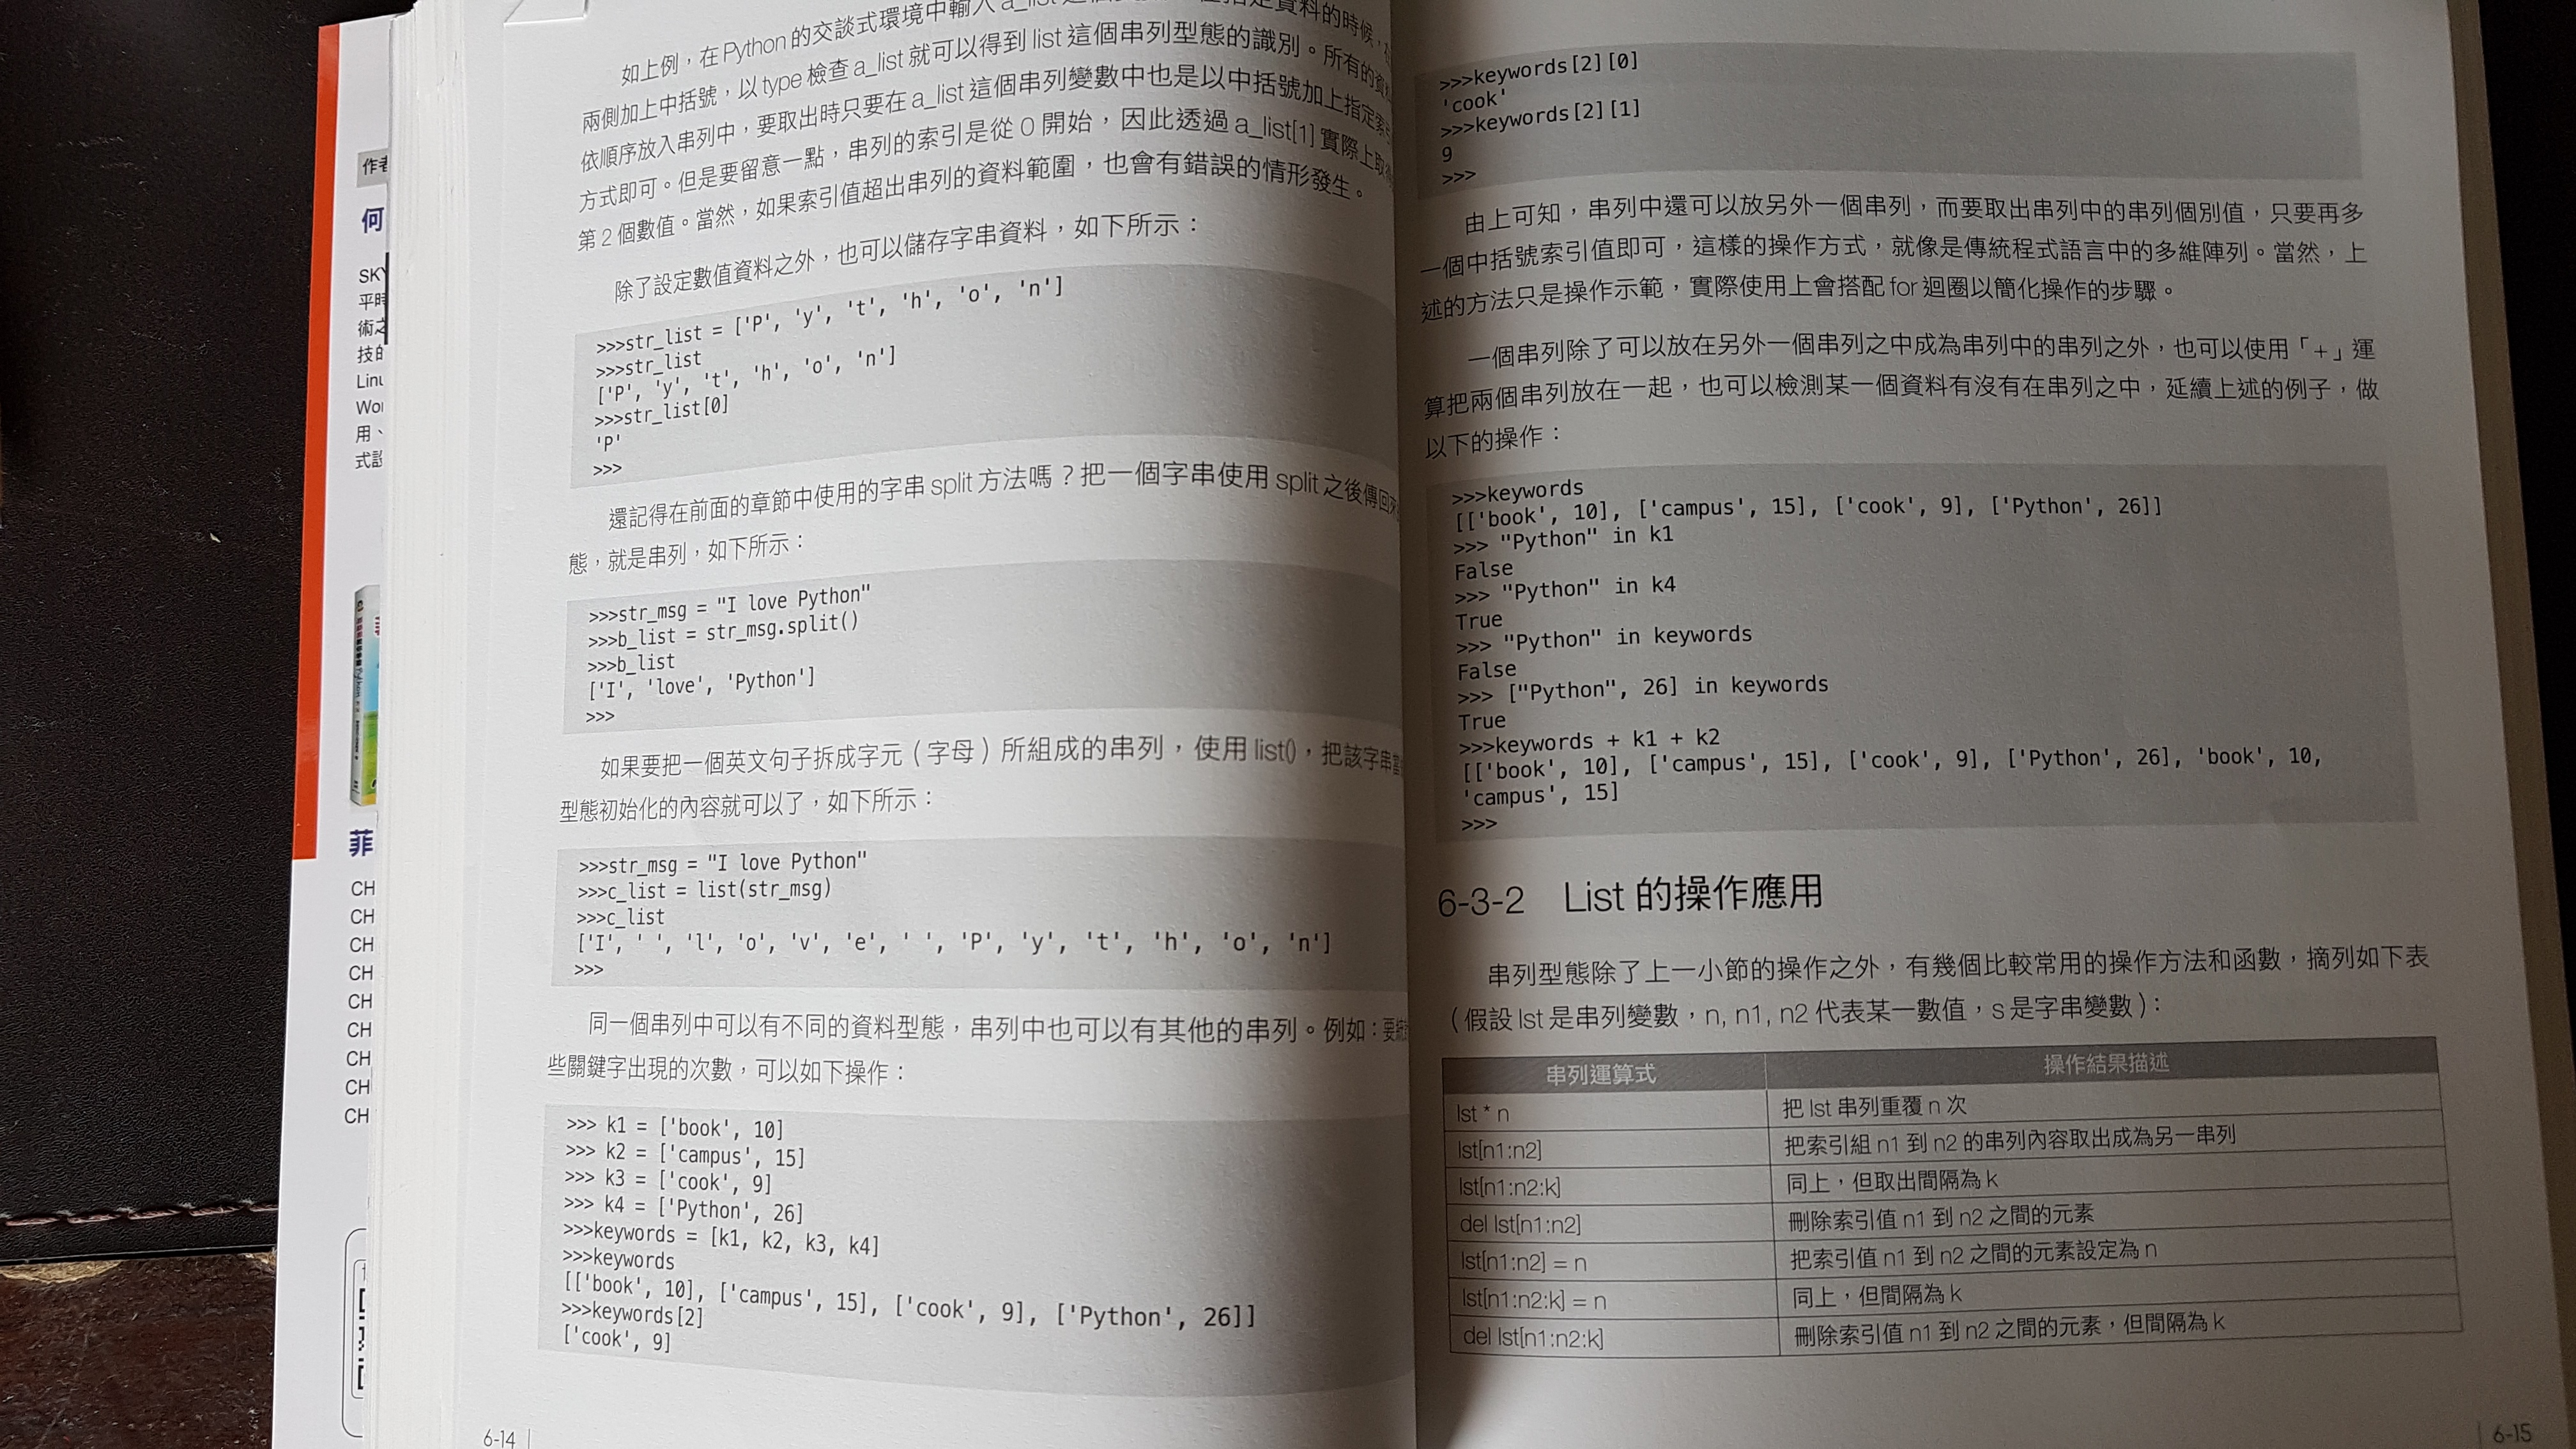 作者
何
SKY
平時
術之
技的
Linu
Wor
用、
式設
菲
CH
CH
CH
CH
CH
CH
CH
CH
CH
如上例，在 Python 的交談式環境中輸入 a_list 這個 指定資料的時候，
兩側加上中括號，以 type 檢查 a_list 就可以得到 list 這個串列型態的識別。所有的資
依順序放入串列中，要取出時只要在 a_list 這個串列變數中也是以中括號加上指定索
方式即可。但是要留意一點，串列的索引是從 0 開始，因此透過 a_list[1] 實際上取
第 2 個數值。當然，如果索引值超出串列的資料範圍，也會有錯誤的情形發生。
除了設定數值資料之外，也可以儲存字串資料，如下所示：
>>>str_list = ['P', 'y', 't', 'h', 'o', 'n']
>>>str_list
['P', 'y', 't', 'h', 'o', 'n']
>>>str_list[0]
'P'
>>>
還記得在前面的章節中使用的字串 split 方法嗎？把一個字串使用 split 之後傳回來
態，就是串列，如下所示：
>>>str_msg = "I love Python"
>>>b_list = str_msg.split()
>>>b_list
['I', 'love', 'Python']
>>>
如果要把一個英文句子拆成字元（字母）所組成的串列，使用 list()，把該字串當
型態初始化的內容就可以了，如下所示：
>>>str_msg = "I love Python"
>>>c_list = list(str_msg)
>>>c_list
['I', ' ', 'l', 'o', 'v', 'e', ' ', 'P', 'y', 't', 'h', 'o', 'n']
>>>
同一個串列中可以有不同的資料型態，串列中也可以有其他的串列。例如：要統
些關鍵字出現的次數，可以如下操作：
>>> k1 = ['book', 10]
>>> k2 = ['campus', 15]
>>> k3 = ['cook', 9]
>>> k4 = ['Python', 26]
>>>keywords = [k1, k2, k3, k4]
>>>keywords
[['book', 10], ['campus', 15], ['cook', 9], ['Python', 26]]
>>>keywords[2]
['cook', 9]
6-14
>>>keywords[2][0]
'cook'
>>>keywords[2][1]
9
>>>
由上可知，串列中還可以放另外一個串列，而要取出串列中的串列個別值，只要再多
一個中括號索引值即可，這樣的操作方式，就像是傳統程式語言中的多維陣列。當然，上
述的方法只是操作示範，實際使用上會搭配 for 迴圈以簡化操作的步驟。
一個串列除了可以放在另外一個串列之中成為串列中的串列之外，也可以使用「+」運
算把兩個串列放在一起，也可以檢測某一個資料有沒有在串列之中，延續上述的例子，做
以下的操作：
>>>keywords
[['book', 10], ['campus', 15], ['cook', 9], ['Python', 26]]
>>> "Python" in k1
False
>>> "Python" in k4
True
>>> "Python" in keywords
False
>>> ["Python", 26] in keywords
True
>>>keywords + k1 + k2
[['book', 10], ['campus', 15], ['cook', 9], ['Python', 26], 'book', 10,
'campus', 15]
>>>
6-3-2 List 的操作應用
串列型態除了上一小節的操作之外，有幾個比較常用的操作方法和函數，摘列如下表
（假設 lst 是串列變數，n, n1, n2 代表某一數值，s 是字串變數）：
串列運算式 操作結果描述
lst * n 把 lst 串列重覆 n 次
lst[n1:n2] 把索引組 n1 到 n2 的串列內容取出成為另一串列
lst[n1:n2:k] 同上，但取出間隔為 k
del lst[n1:n2] 刪除索引值 n1 到 n2 之間的元素
lst[n1:n2] = n 把索引值 n1 到 n2 之間的元素設定為 n
lst[n1:n2:k] = n 同上，但間隔為 k
del lst[n1:n2:k] 刪除索引值 n1 到 n2 之間的元素，但間隔為 k
6-15